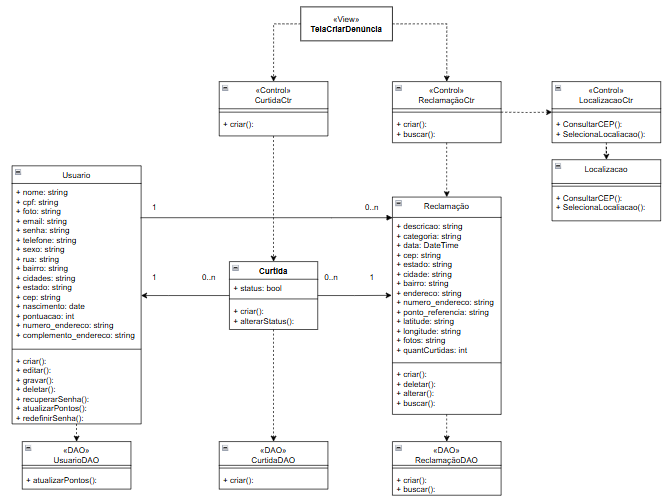 «View»
TelaCriarDenúncia
«Control»
CurtidaCtr
+ criar():
«Control»
ReclamaçãoCtr
+ criar():
+ buscar():
«Control»
LocalizacaoCtr
+ ConsultarCEP():
+ SelecionaLocaliacao():
Localizacao
+ ConsultarCEP():
+ SelecionaLocaliacao():
Usuario
+ nome: string
+ cpf: string
+ foto: string
+ email: string
+ senha: string
+ telefone: string
+ sexo: string
+ rua: string
+ bairro: string
+ cidades: string
+ estado: string
+ cep: string
+ nascimento: date
+ pontuacao: int
+ numero_endereco: string
+ complemento_endereco: string
+ criar():
+ editar():
+ gravar():
+ deletar():
+ recuperarSenha():
+ atualizarPontos():
+ redefinirSenha():
1
0..n
1
0..n
Curtida
+ status: bool
+ criar():
+ alterarStatus():
0..n
1
Reclamação
+ descricao: string
+ categoria: string
+ data: DateTime
+ cep: string
+ estado: string
+ cidade: string
+ bairro: string
+ endereco: string
+ numero_endereco: string
+ ponto_referencia: string
+ latitude: string
+ longitude: string
+ fotos: string
+ quantCurtidas: int
+ criar():
+ deletar():
+ alterar():
+ buscar():
«DAO»
UsuarioDAO
+ atualizarPontos():
«DAO»
CurtidaDAO
+ criar():
«DAO»
ReclamaçãoDAO
+ criar():
+ buscar():